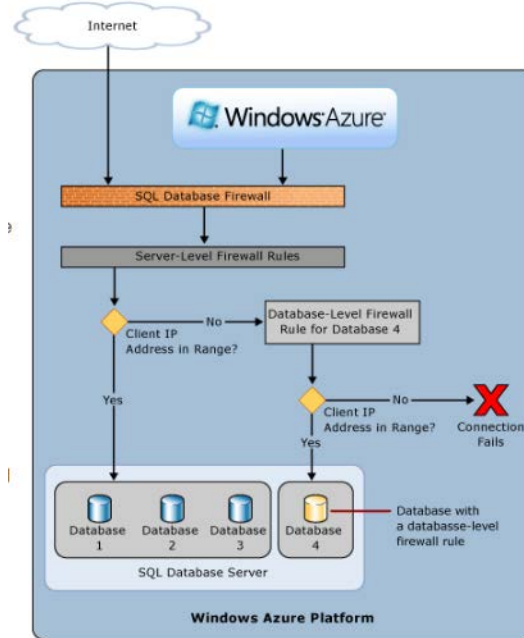 Internet
Windows Azure
SQL Database Firewall
Server-Level Firewall Rules
No
Client IP
Address in Range?
Database-Level Firewall
Rule for Database 4
Yes
No
Client IP
Address in Range?
Connection
Fails
Yes
Database
1
Database
2
Database
3
Database
4
Database with
a databasse-level
firewall rule
SQL Database Server
Windows Azure Platform